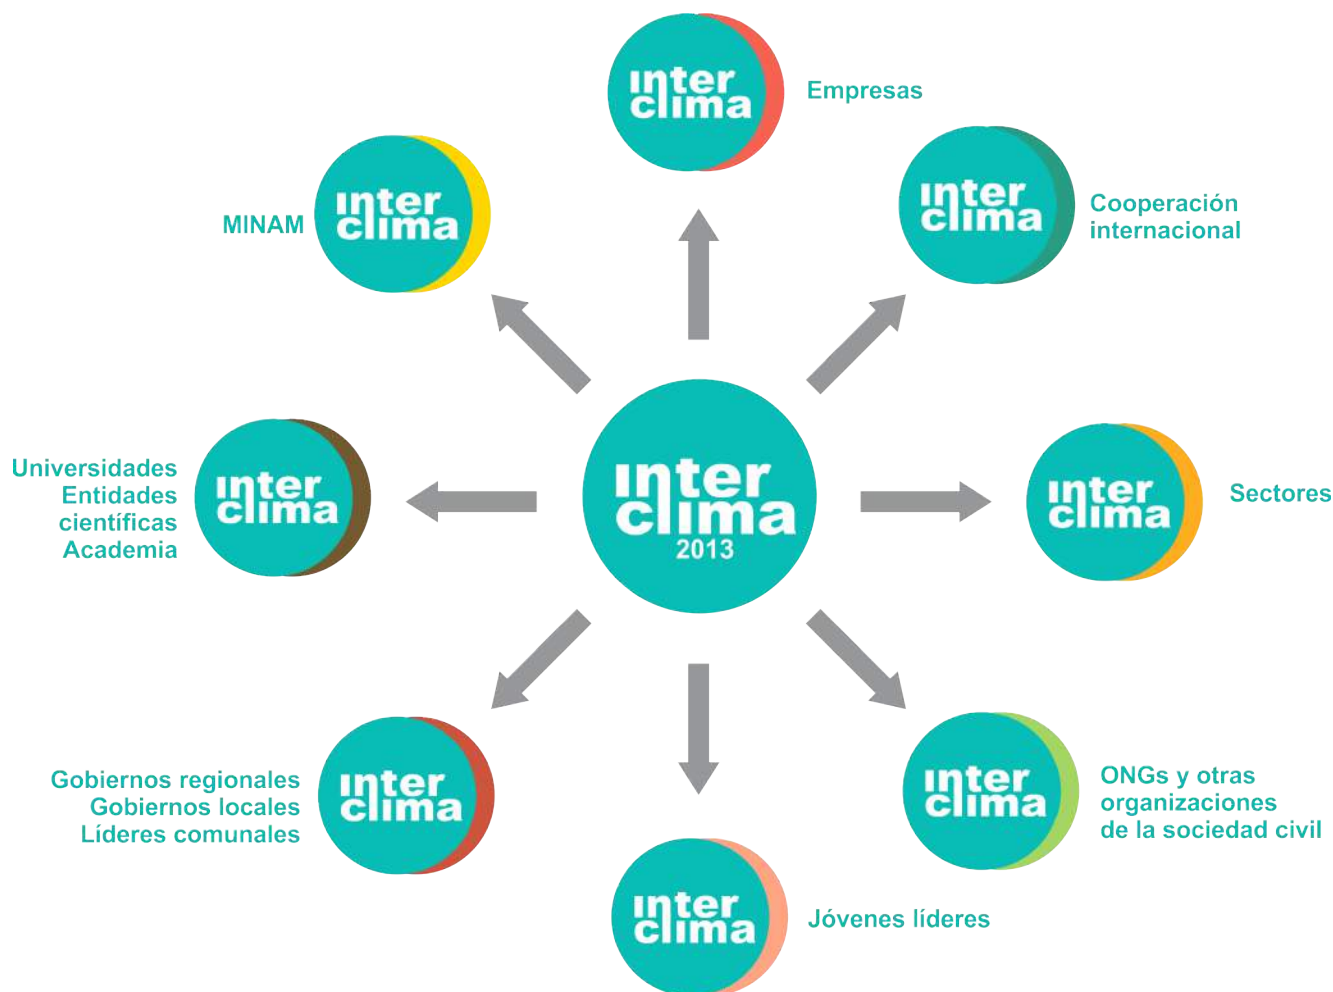 inter
clima
Empresas
inter
clima
MINAM
inter
clima
Cooperación
internacional
inter
clima
Universidades
Entidades
científicas
Academia
inter
clima
2013
inter
clima
Sectores
Gobiernos regionales
Gobiernos locales
Líderes comunales
inter
clima
inter
clima
ONGs y otras
organizaciones
de la sociedad civil
inter
clima
Jóvenes líderes